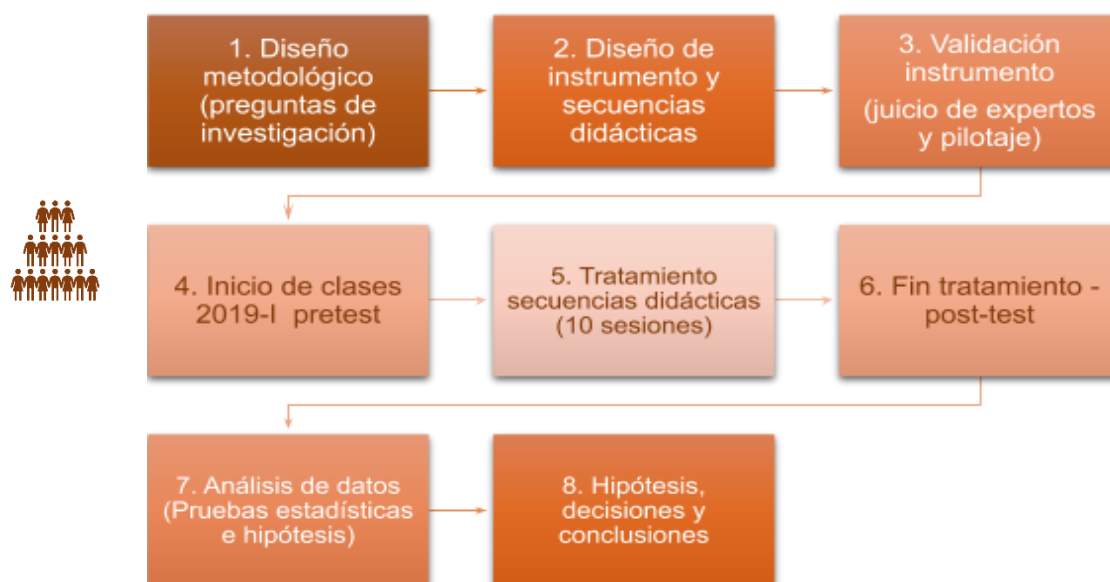 1. Diseño
metodológico
(preguntas de
investigación)
2. Diseño de
instrumento y
secuencias
didácticas
3. Validación
instrumento
(juicio de expertos
y pilotaje)
4. Inicio de clases
2019-I pretest
5. Tratamiento
secuencias didácticas
(10 sesiones)
6. Fin tratamiento -
post-test
7. Análisis de datos
(Pruebas estadísticas
e hipótesis)
8. Hipótesis,
decisiones y
conclusiones